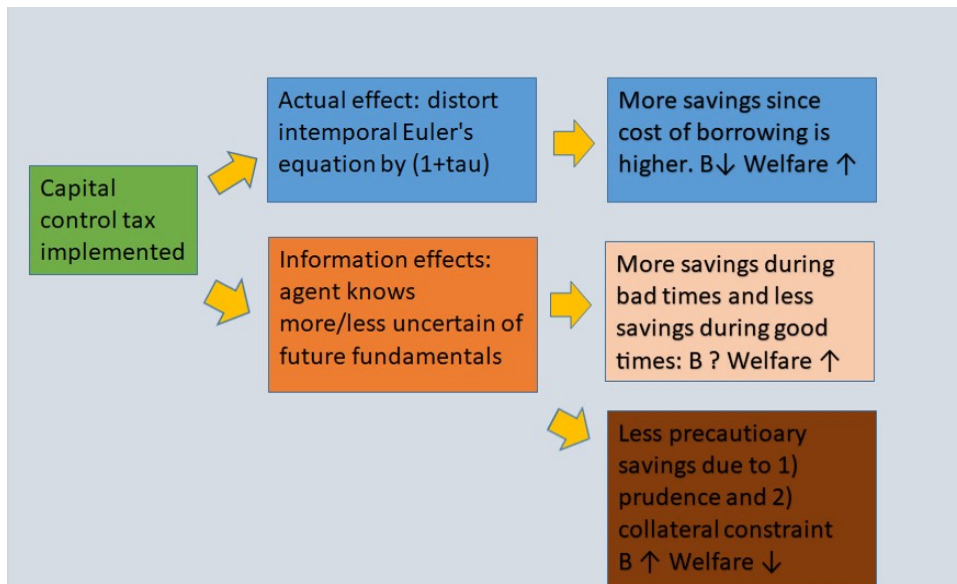 Actual effect: distort
intemporal Euler's
equation by (1+tau)
More savings since
cost of borrowing is
higher. B↓ Welfare ↑
Capital
control tax
implemented
Information effects:
agent knows
more/less uncertain of
future fundamentals
More savings during
bad times and less
savings during good
times: B ? Welfare ↑
Less precautioary
savings due to 1)
prudence and 2)
collateral constraint
B ↑ Welfare ↓